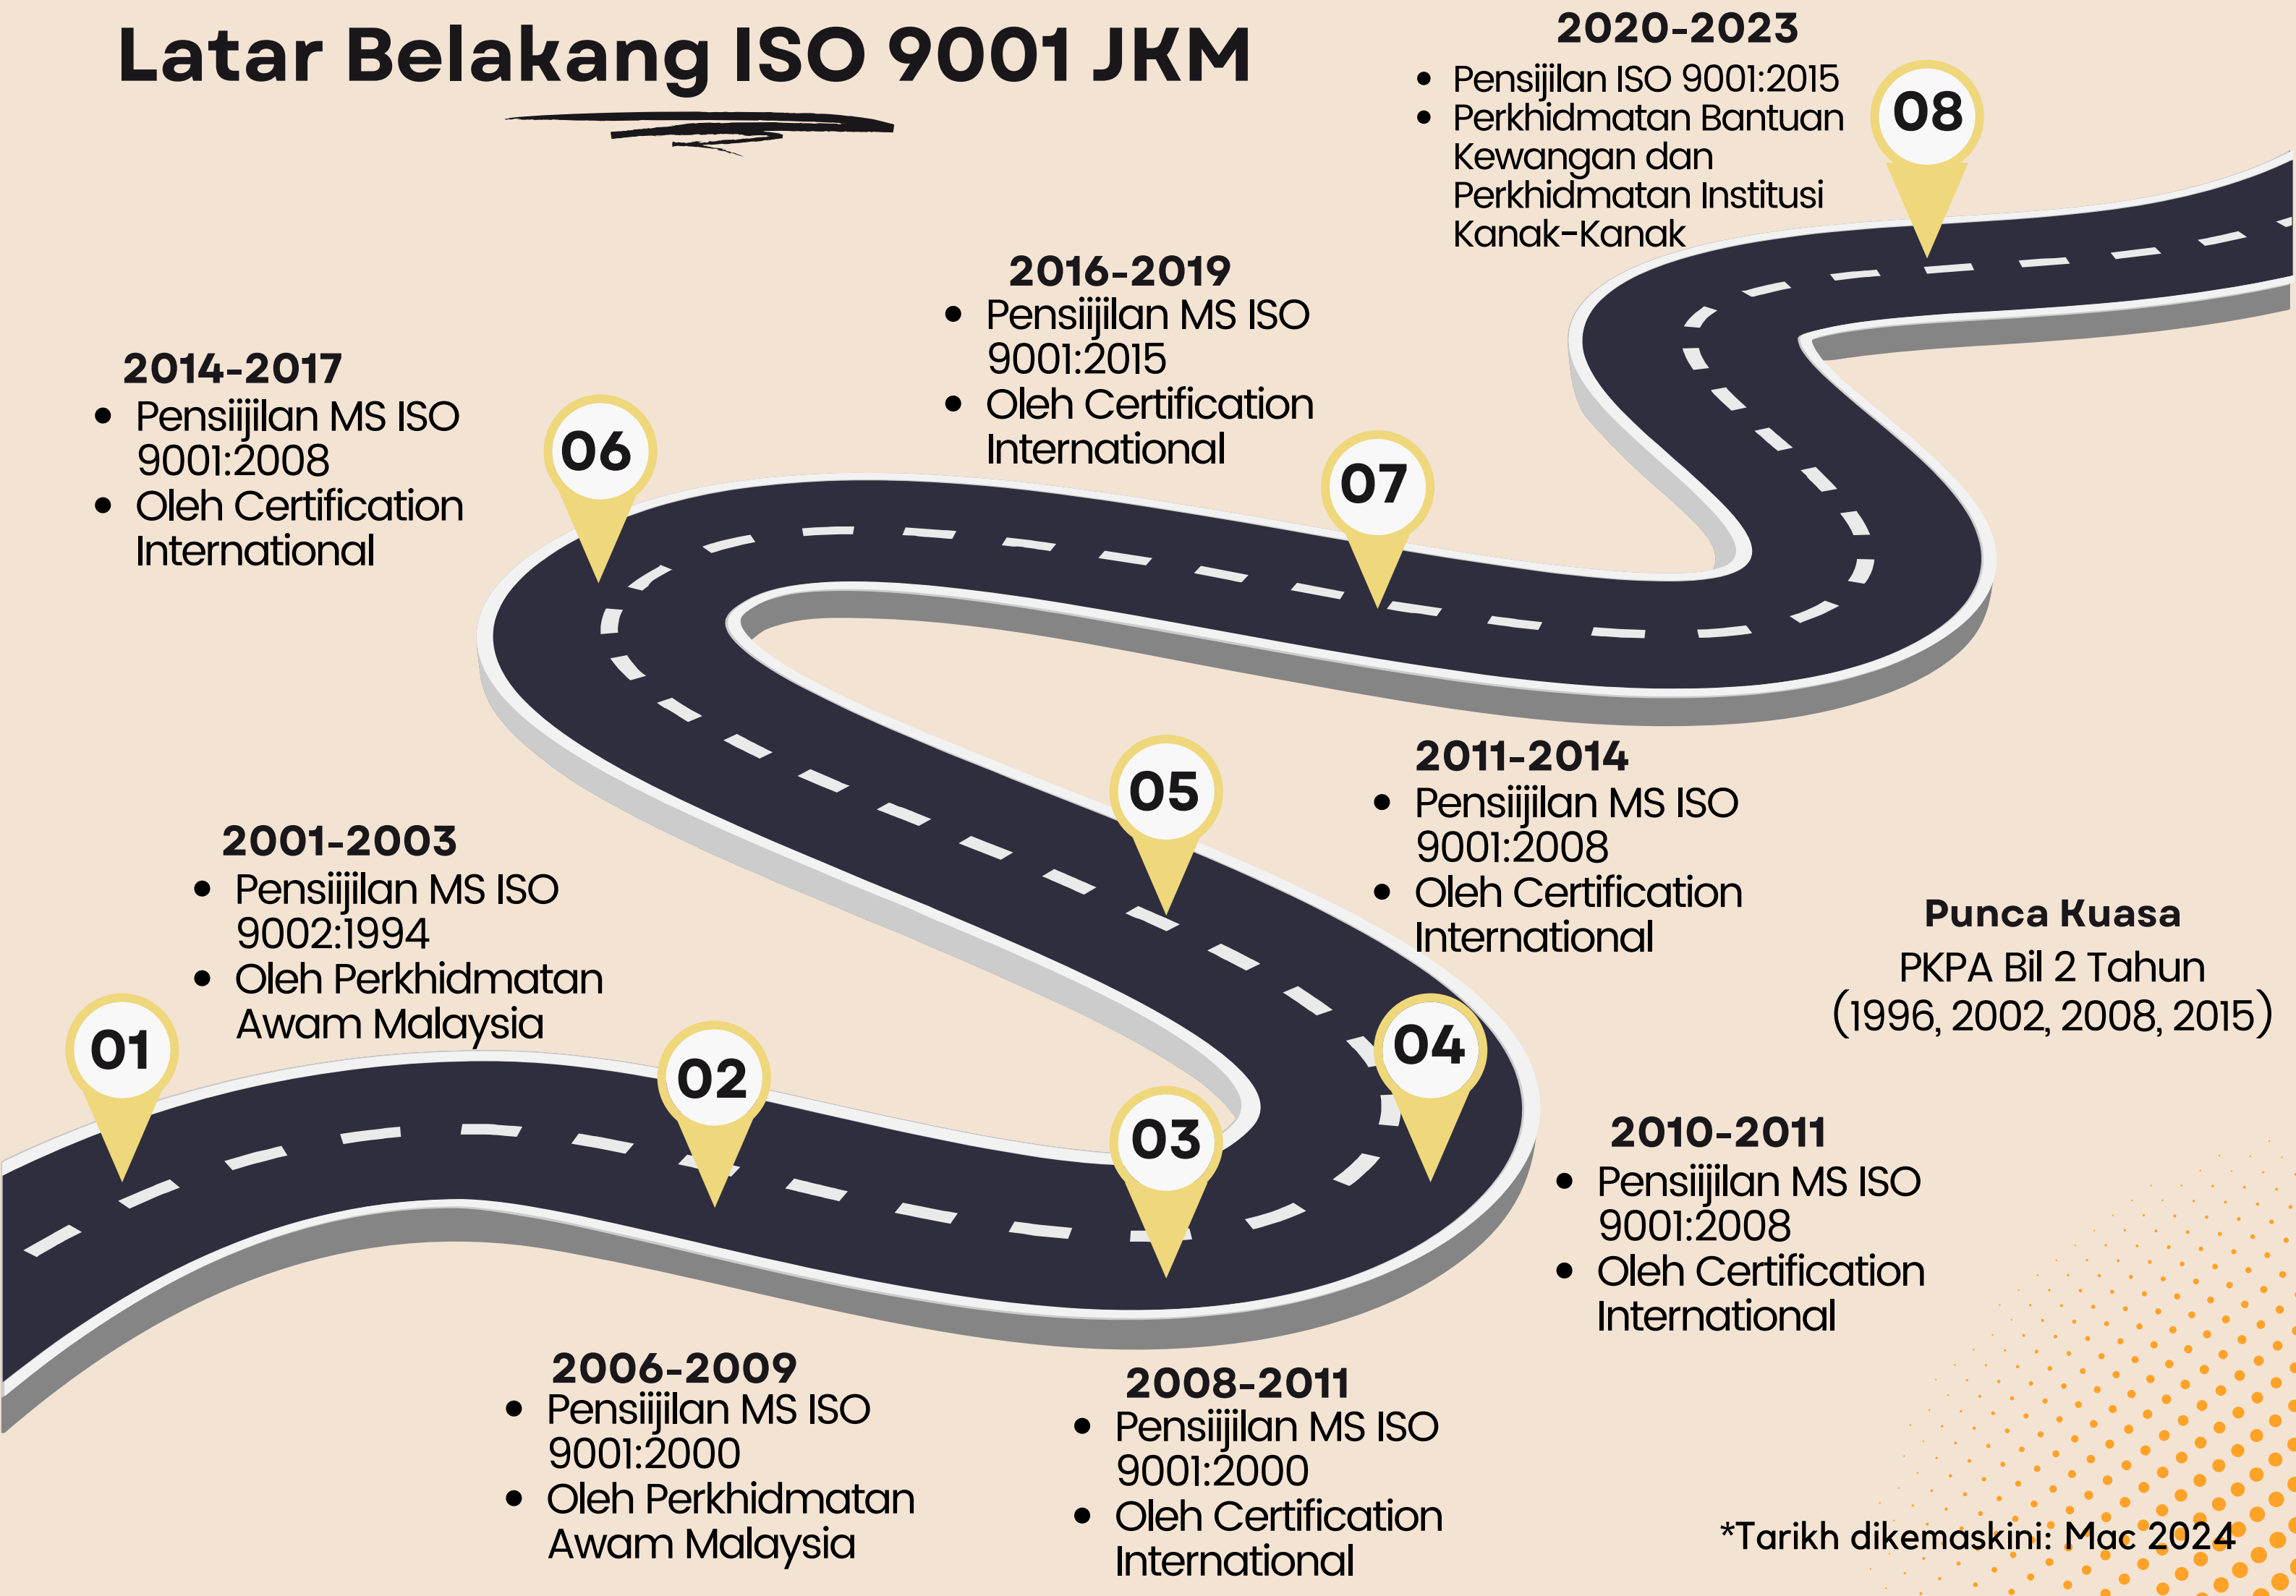 Latar Belakang ISO 9001 JKM
01
2001-2003
• Pensiijilan MS ISO
9002:1994
• Oleh Perkhidmatan
Awam Malaysia
02
2006-2009
• Pensiijilan MS ISO
9001:2000
• Oleh Perkhidmatan
Awam Malaysia
03
2008-2011
• Pensiijilan MS ISO
9001:2000
• Oleh Certification
International
04
2010-2011
• Pensiijilan MS ISO
9001:2008
• Oleh Certification
International
05
2011-2014
• Pensiijilan MS ISO
9001:2008
• Oleh Certification
International
06
2014-2017
• Pensiijilan MS ISO
9001:2008
• Oleh Certification
International
07
2016-2019
• Pensiijilan MS ISO
9001:2015
• Oleh Certification
International
08
2020-2023
• Pensijilan ISO 9001:2015
• Perkhidmatan Bantuan
Kewangan dan
Perkhidmatan Institusi
Kanak-Kanak
Punca Kuasa
PKPA Bil 2 Tahun
(1996, 2002, 2008, 2015)
*Tarikh dikemaskini: Mac 2024